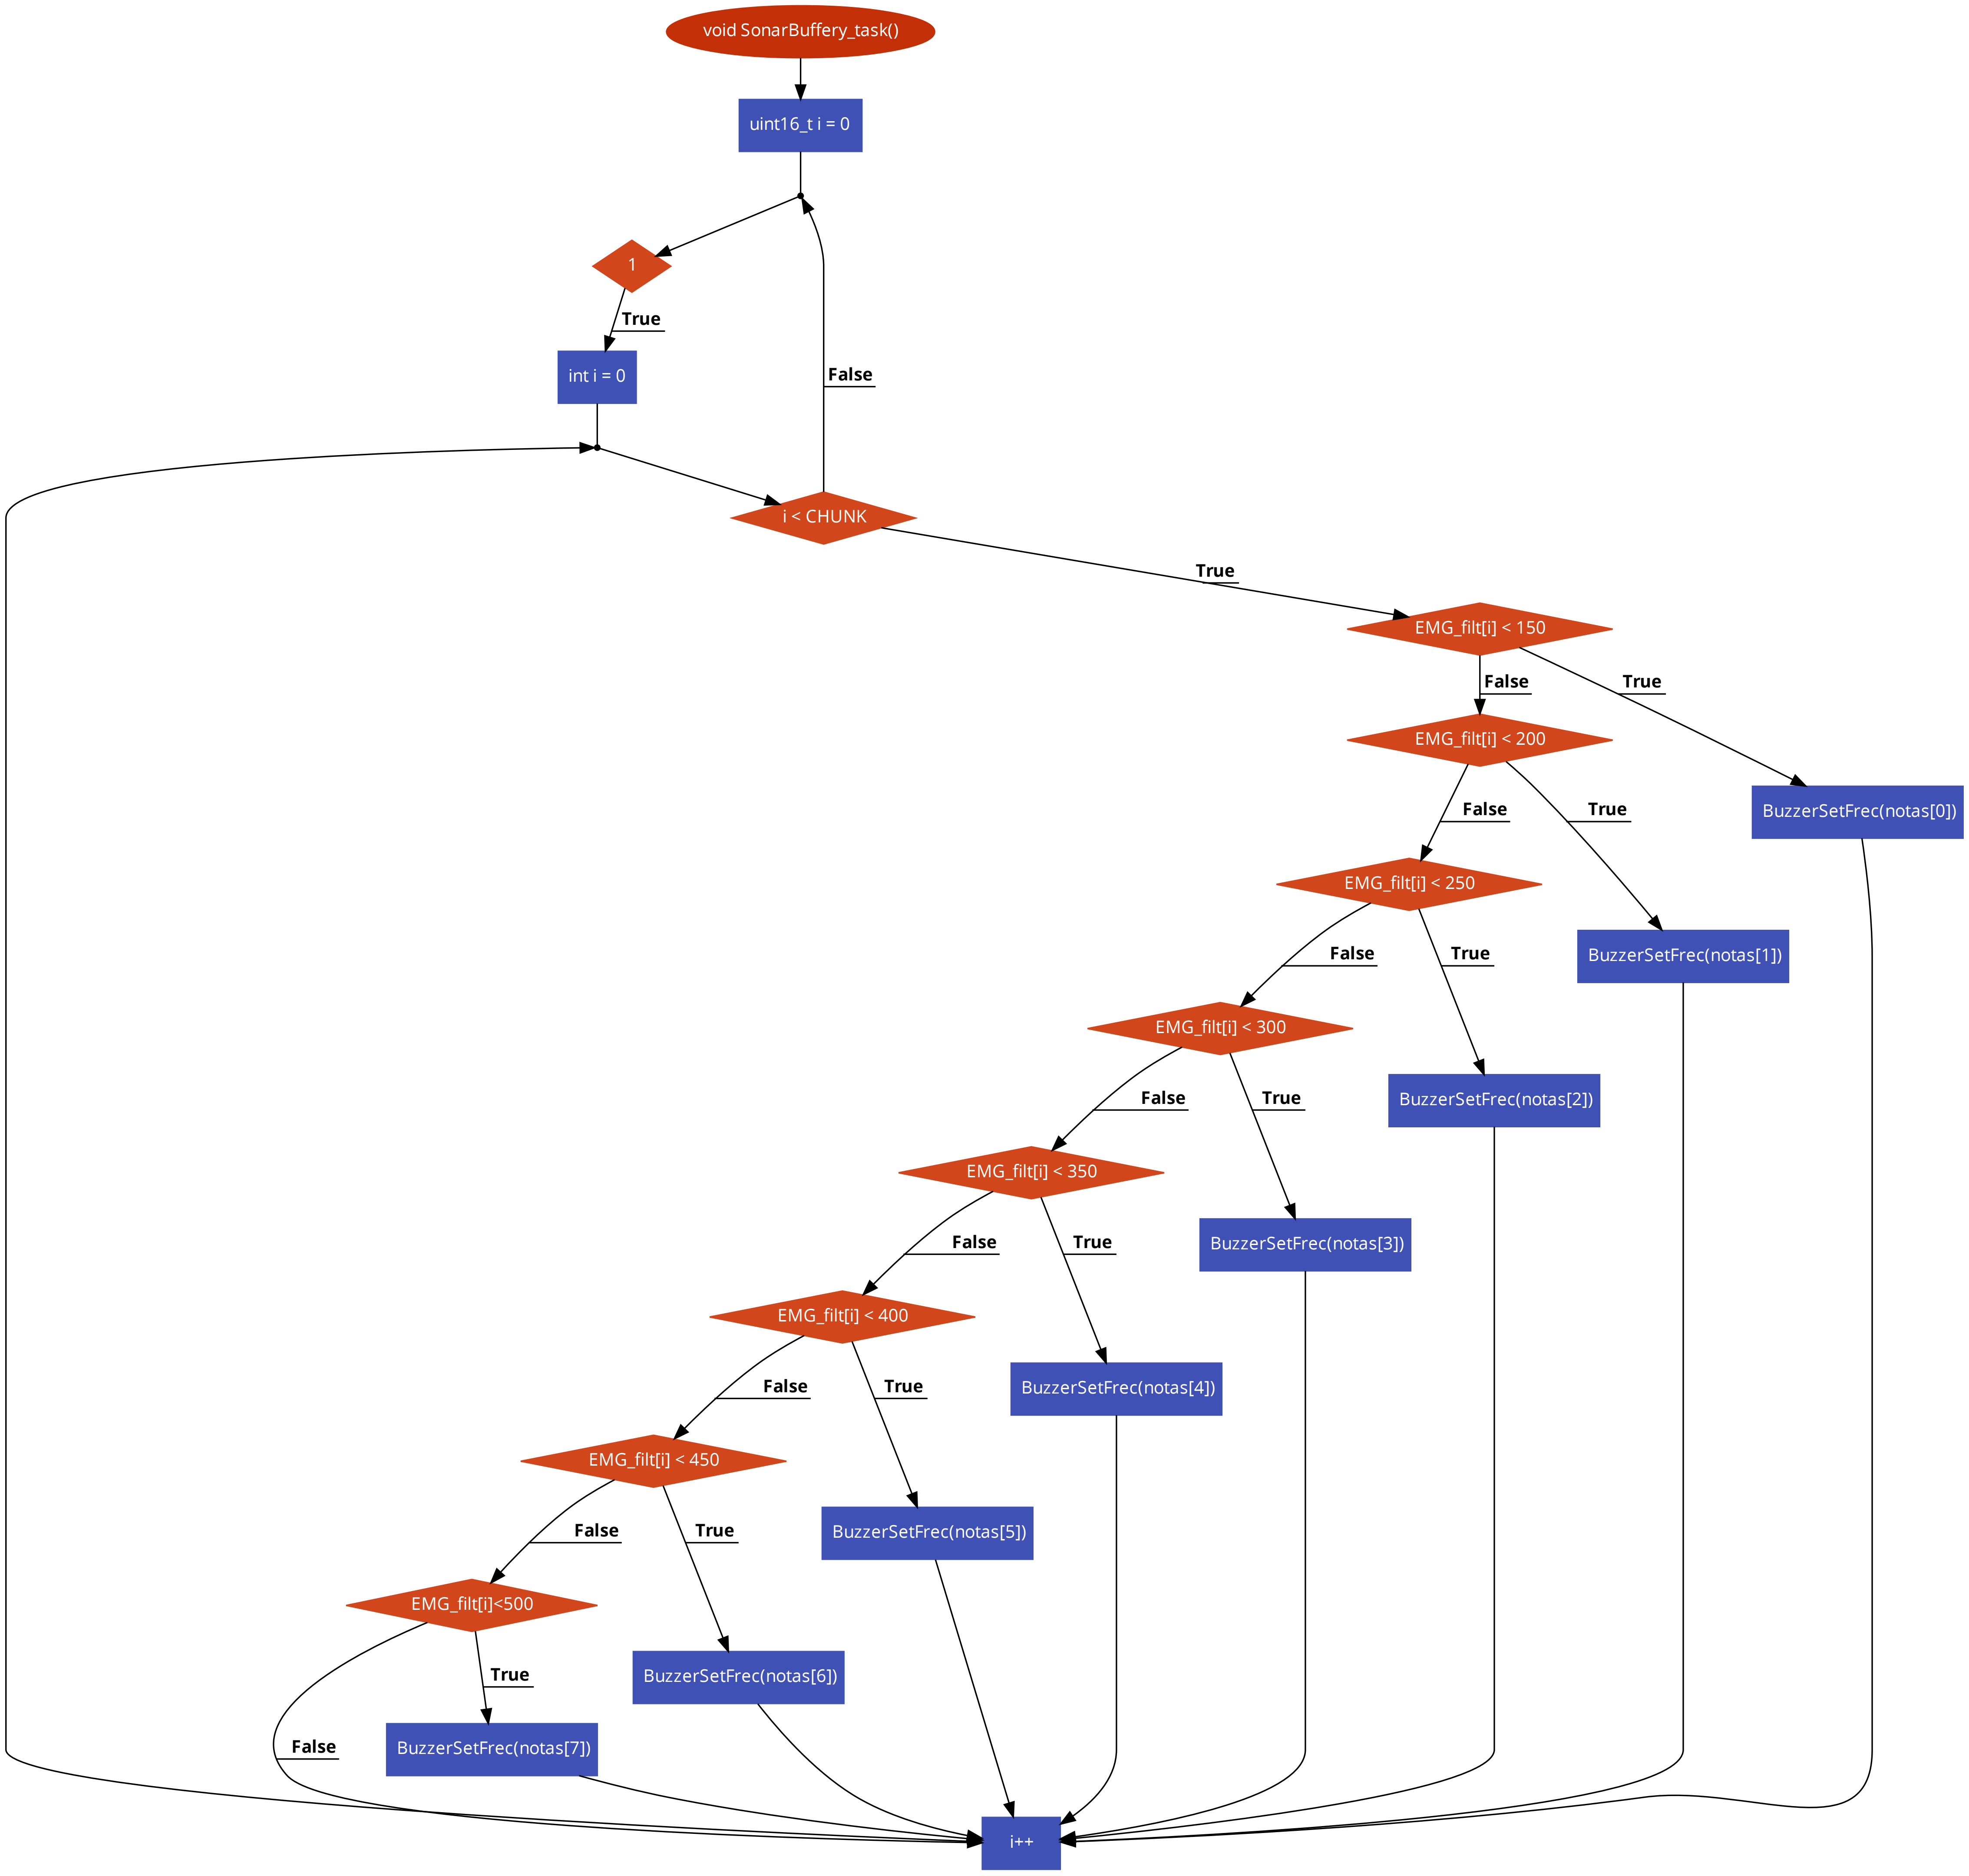 void SonarBuffery_task()
uint16_t i = 0
1
True
int i = 0
False
i < CHUNK
True
EMG_filt[i] < 150
False
True
EMG_filt[i] < 200
BuzzerSetFrec(notas[0])
False
True
EMG_filt[i] < 250
BuzzerSetFrec(notas[1])
False
True
EMG_filt[i] < 300
BuzzerSetFrec(notas[2])
False
True
EMG_filt[i] < 350
BuzzerSetFrec(notas[3])
False
True
EMG_filt[i] < 400
BuzzerSetFrec(notas[4])
False
True
EMG_filt[i] < 450
BuzzerSetFrec(notas[5])
False
True
EMG_filt[i]<500
BuzzerSetFrec(notas[6])
True
False
BuzzerSetFrec(notas[7])
i++